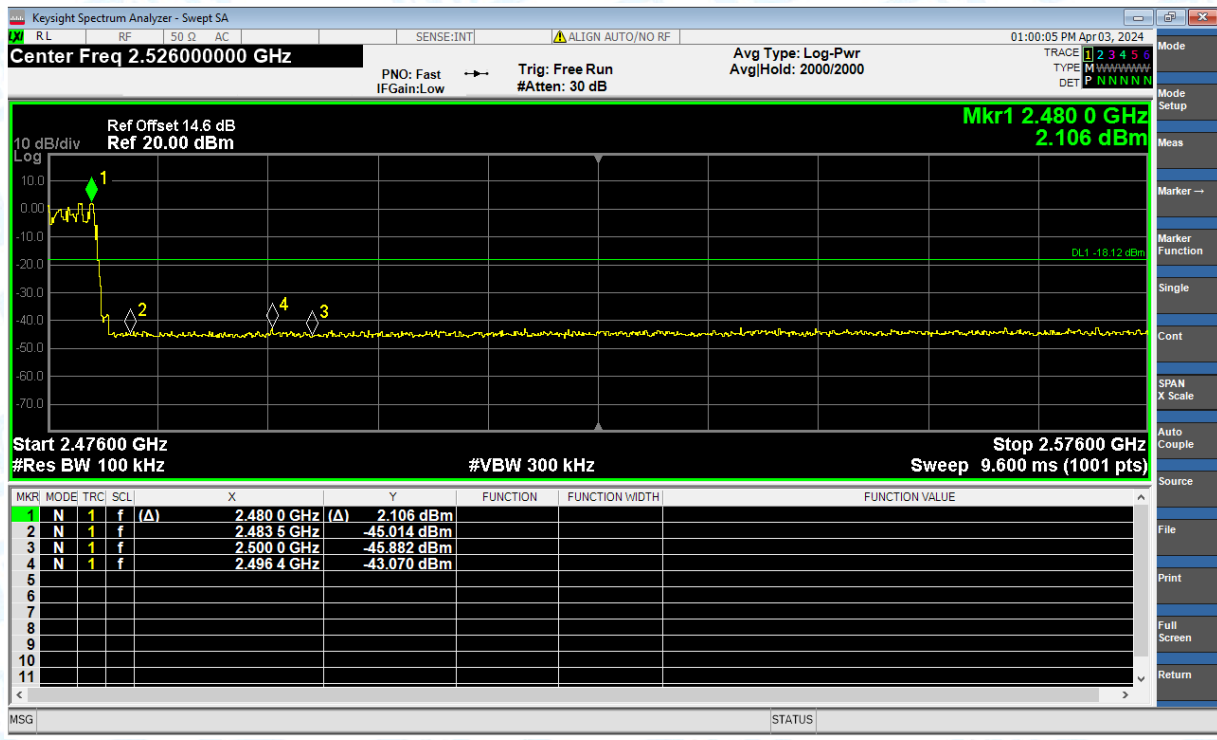 Keysight Spectrum Analyzer - Swept SA
LXI RL RF 50 Ω AC SENSE:INT ALIGN AUTO/NO RF 01:00:05 PM Apr 03, 2024
Center Freq 2.526000000 GHz
PNO: Fast
IFGain:Low
Trig: Free Run
#Atten: 30 dB
Avg Type: Log-Pwr
Avg|Hold: 2000/2000
TRACE 1 2 3 4 5 6
TYPE M W W W W W
DET P N N N N N
Ref Offset 14.6 dB
10 dB/div Ref 20.00 dBm
Log
Mkr1 2.480 0 GHz
2.106 dBm
10.0
0.00
-10.0
-20.0
-30.0
-40.0
-50.0
-60.0
-70.0
1
2
4
3
DL1 -18.12 dBm
Start 2.47600 GHz Stop 2.57600 GHz
#Res BW 100 kHz #VBW 300 kHz Sweep 9.600 ms (1001 pts)
MKR MODE TRC SCL X Y FUNCTION FUNCTION WIDTH FUNCTION VALUE
1 N 1 f (Δ) 2.480 0 GHz (Δ) 2.106 dBm
2 N 1 f 2.483 5 GHz -45.014 dBm
3 N 1 f 2.500 0 GHz -45.882 dBm
4 N 1 f 2.496 4 GHz -43.070 dBm
5
6
7
8
9
10
11
MSG STATUS
Mode
Mode
Setup
Meas
Marker →
Marker
Function
Single
Cont
SPAN
X Scale
Auto
Couple
Source
File
Print
Full
Screen
Return